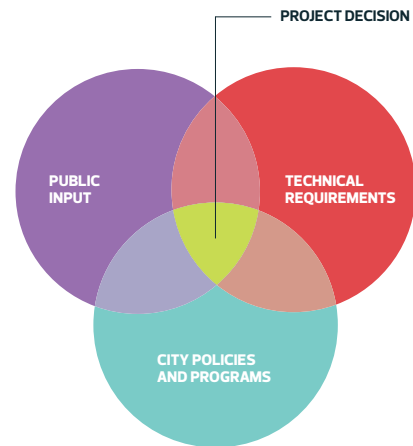 PROJECT DECISION
PUBLIC
INPUT
TECHNICAL
REQUIREMENTS
CITY POLICIES
AND PROGRAMS